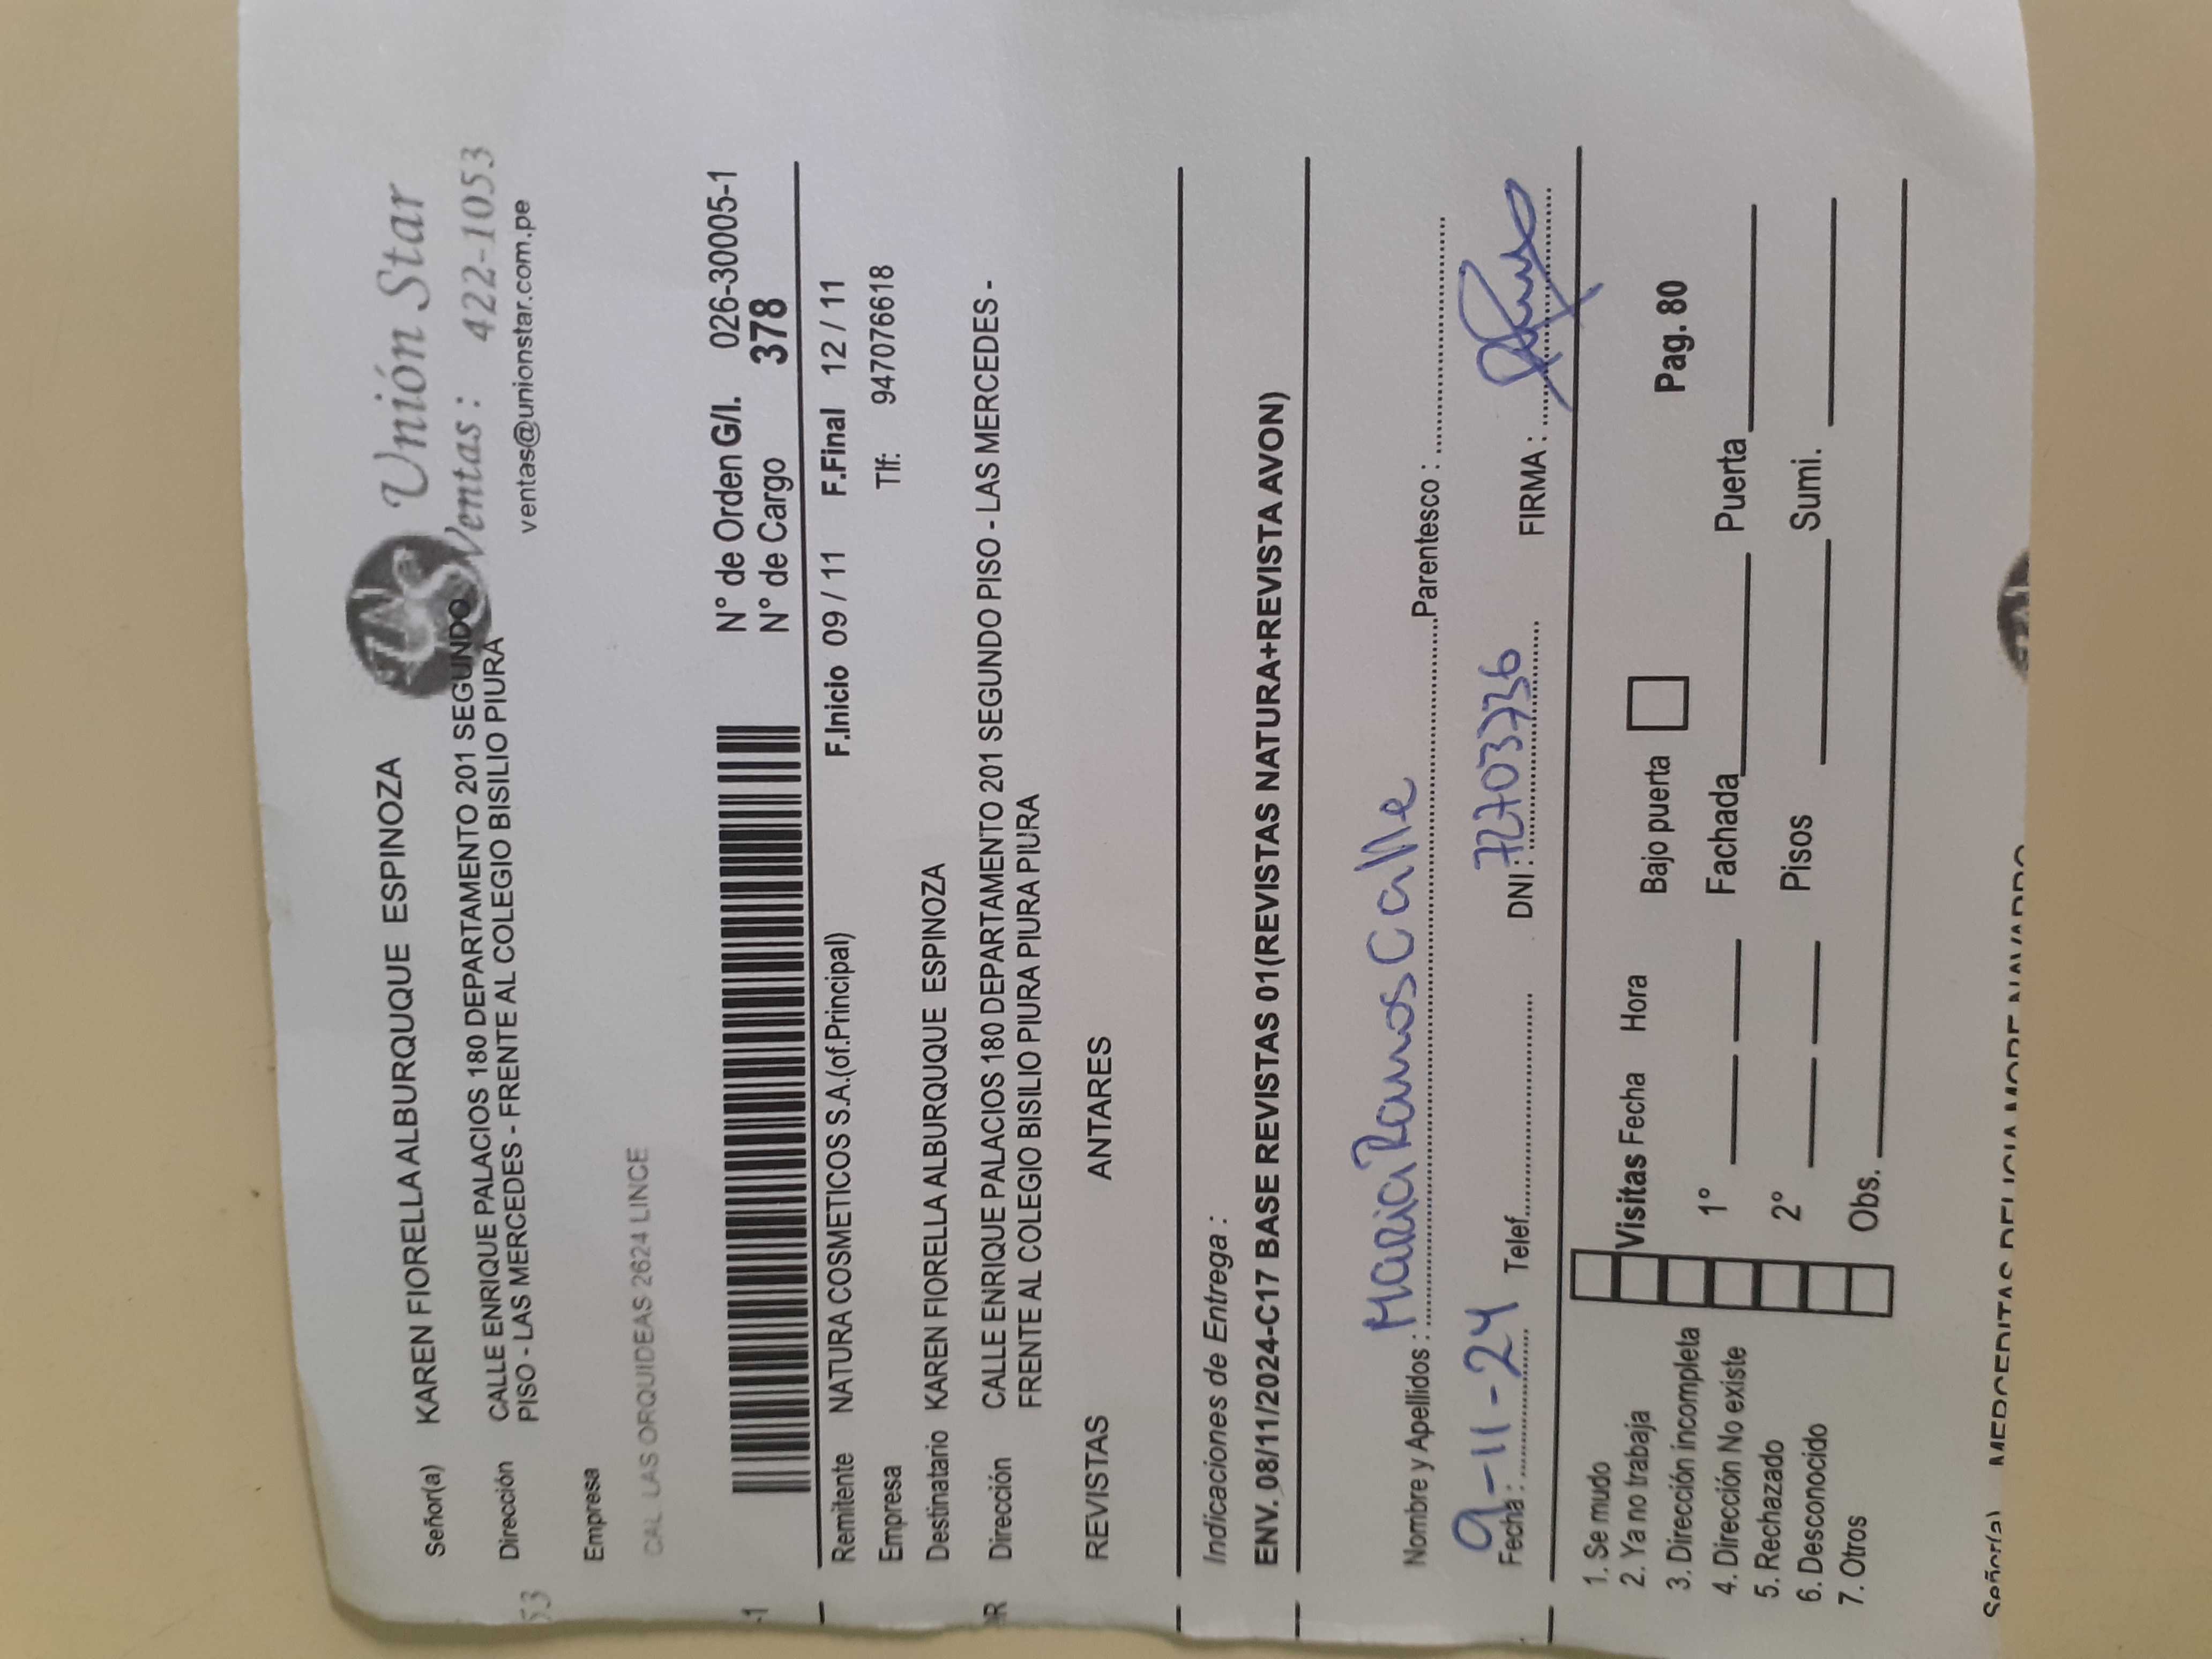 Unión Star
Ventas: 422-1053
ventas@unionstar.com.pe
Señor(a) KAREN FIORELLA ALBURQUQUE ESPINOZA
Dirección CALLE ENRIQUE PALACIOS 180 DEPARTAMENTO 201 SEGUNDO
PISO - LAS MERCEDES - FRENTE AL COLEGIO BISILIO PIURA
53
Empresa
CAL. LAS ORQUIDEAS 2624 LINCE
N° de Orden G/I. 026-30005-1
N° de Cargo 378
-1
Remitente NATURA COSMETICOS S.A.(of.Principal) F.Inicio 09 / 11 F.Final 12 / 11
Empresa Tlf: 947076618
Destinatario KAREN FIORELLA ALBURQUQUE ESPINOZA
Dirección CALLE ENRIQUE PALACIOS 180 DEPARTAMENTO 201 SEGUNDO PISO - LAS MERCEDES -
FRENTE AL COLEGIO BISILIO PIURA PIURA PIURA
REVISTAS ANTARES
Indicaciones de Entrega :
ENV. 08/11/2024-C17 BASE REVISTAS 01(REVISTAS NATURA+REVISTA AVON)
Nombre y Apellidos : Maria Ramos Calle Parentesco :
Fecha : 9-11-24 Telef. DNI : 72703736 FIRMA :
1. Se mudo
2. Ya no trabaja Visitas Fecha Hora Bajo puerta Pag. 80
3. Dirección incompleta
4. Dirección No existe 1° Fachada Puerta
5. Rechazado
6. Desconocido 2° Pisos Sumi.
7. Otros Obs.
Señor(a)